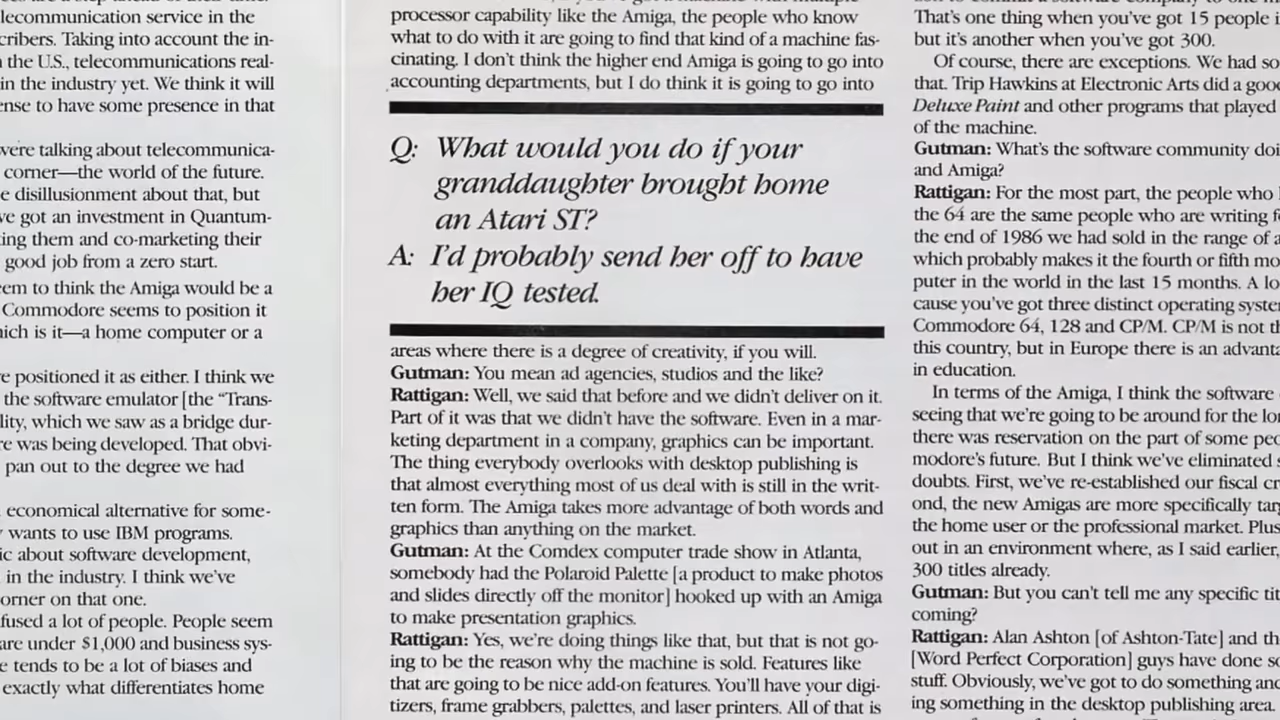 lecommunication service in the
cribers. Taking into account the in-
the U.S., telecommunications real-
in the industry yet. We think it will
ense to have some presence in that
were talking about telecommunica-
corner—the world of the future.
e disillusionment about that, but
ve got an investment in Quantum-
ting them and co-marketing their
good job from a zero start.
em to think the Amiga would be a
Commodore seems to position it
hich is it—a home computer or a
e positioned it as either. I think we
the software emulator [the “Trans-
lity, which we saw as a bridge dur-
re was being developed. That obvi-
pan out to the degree we had
economical alternative for some-
wants to use IBM programs.
ic about software development,
in the industry. I think we’ve
orner on that one.
fused a lot of people. People seem
are under $1,000 and business sys-
e tends to be a lot of biases and
exactly what differentiates home
processor capability like the Amiga, the people who know
what to do with it are going to find that kind of a machine fas-
cinating. I don’t think the higher end Amiga is going to go into
accounting departments, but I do think it is going to go into
Q: What would you do if your
granddaughter brought home
an Atari ST?
A: I’d probably send her off to have
her IQ tested.
areas where there is a degree of creativity, if you will.
Gutman: You mean ad agencies, studios and the like?
Rattigan: Well, we said that before and we didn’t deliver on it.
Part of it was that we didn’t have the software. Even in a mar-
keting department in a company, graphics can be important.
The thing everybody overlooks with desktop publishing is
that almost everything most of us deal with is still in the writ-
ten form. The Amiga takes more advantage of both words and
graphics than anything on the market.
Gutman: At the Comdex computer trade show in Atlanta,
somebody had the Polaroid Palette [a product to make photos
and slides directly off the monitor] hooked up with an Amiga
to make presentation graphics.
Rattigan: Yes, we’re doing things like that, but that is not go-
ing to be the reason why the machine is sold. Features like
that are going to be nice add-on features. You’ll have your digi-
tizers, frame grabbers, palettes, and laser printers. All of that is
That’s one thing when you’ve got 15 people i
but it’s another when you’ve got 300.
Of course, there are exceptions. We had so
that. Trip Hawkins at Electronic Arts did a good
Deluxe Paint and other programs that played
of the machine.
Gutman: What’s the software community doi
and Amiga?
Rattigan: For the most part, the people who
the 64 are the same people who are writing f
the end of 1986 we had sold in the range of a
which probably makes it the fourth or fifth mo
puter in the world in the last 15 months. A lo
cause you’ve got three distinct operating syste
Commodore 64, 128 and CP/M. CP/M is not th
this country, but in Europe there is an advanta
in education.
In terms of the Amiga, I think the software
seeing that we’re going to be around for the lo
there was reservation on the part of some peo
modore’s future. But I think we’ve eliminated s
doubts. First, we’ve re-established our fiscal cr
ond, the new Amigas are more specifically tar
the home user or the professional market. Plus
out in an environment where, as I said earlier,
300 titles already.
Gutman: But you can’t tell me any specific tit
coming?
Rattigan: Alan Ashton [of Ashton-Tate] and th
[Word Perfect Corporation] guys have done so
stuff. Obviously, we’ve got to do something and
ing something in the desktop publishing area.